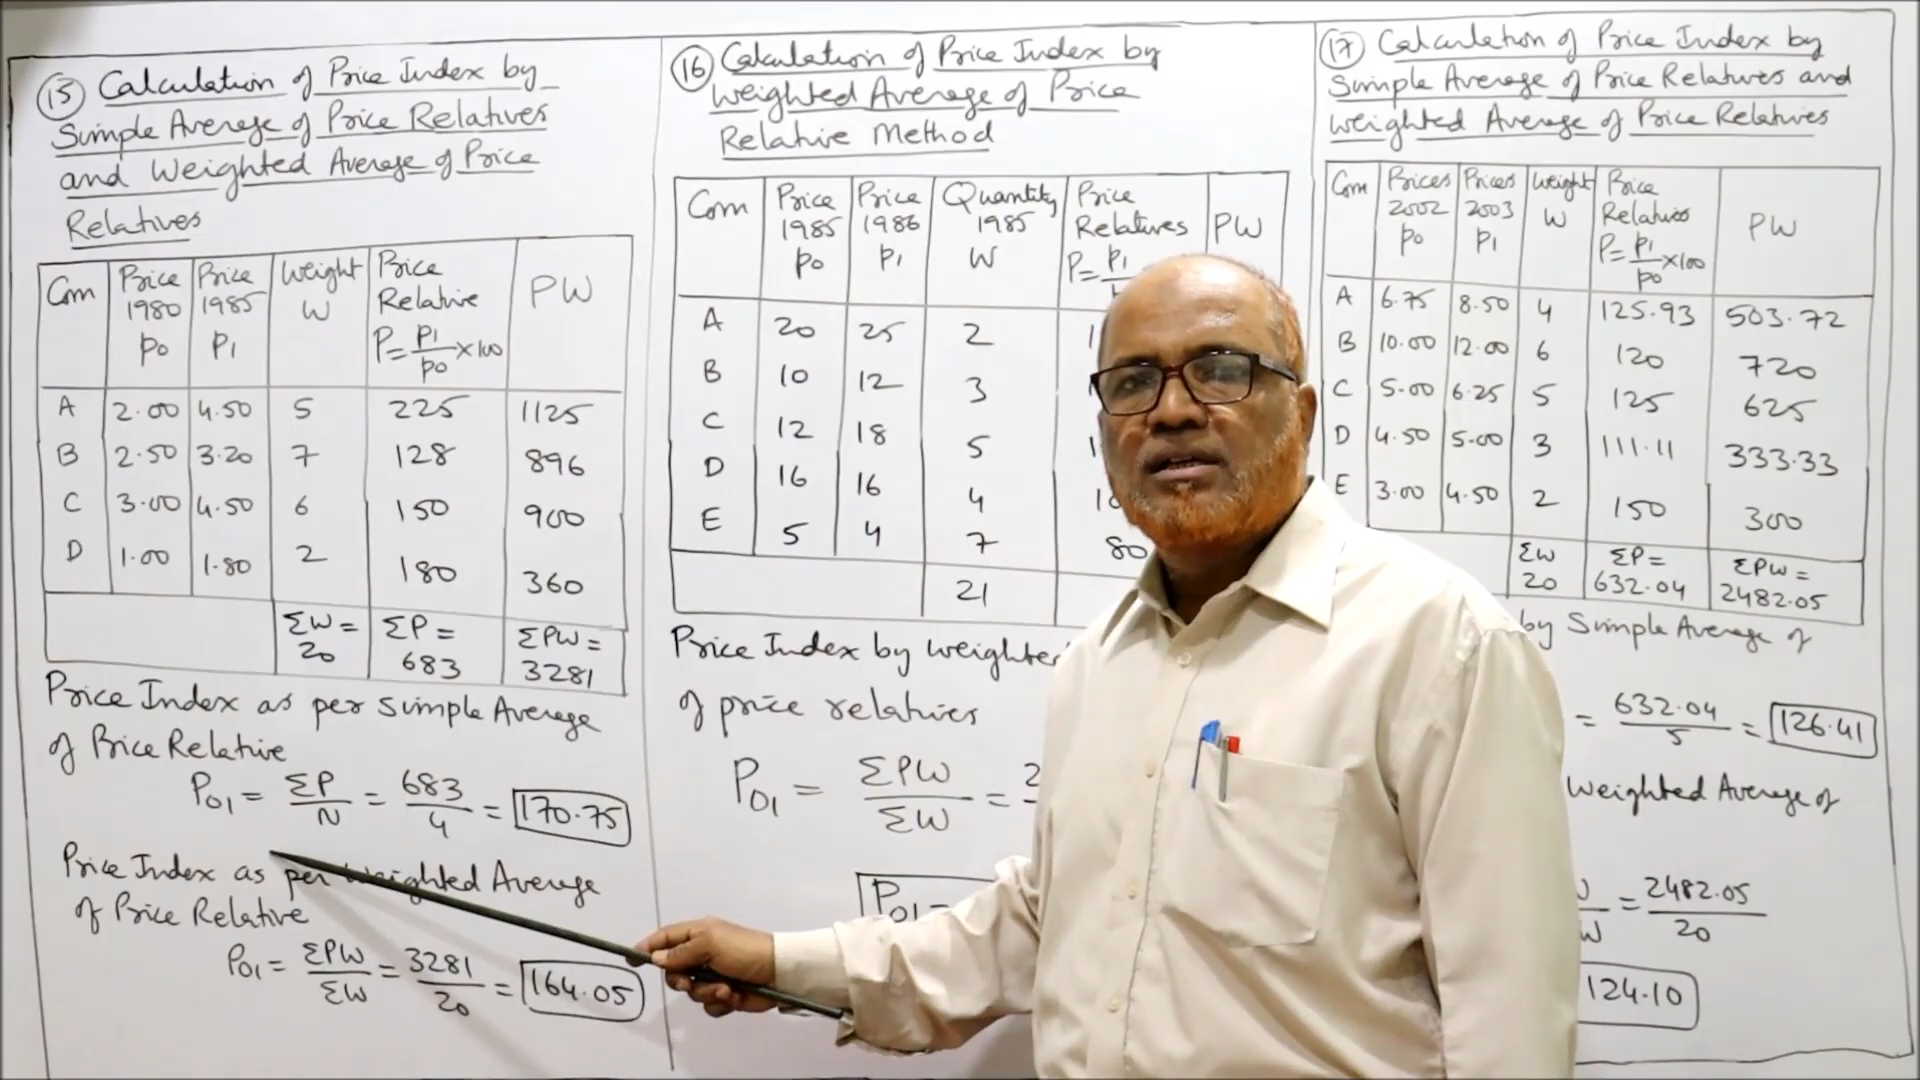 15 Calculation of Price Index by
Simple Average of Price Relatives
and Weighted Average of Price
Relatives
Com Price 1980 p0 Price 1985 p1 Weight W Price Relative P = p1/p0 × 100 PW
A 2.00 4.50 5 225 1125
B 2.50 3.20 7 128 896
C 3.00 4.50 6 150 900
D 1.00 1.80 2 180 360
ΣW = 20 ΣP = 683 ΣPW = 3281
Price Index as per Simple Average
of Price Relative
P01 = ΣP/N = 683/4 = 170.75
Price Index as per Weighted Average
of Price Relative
P01 = ΣPW/ΣW = 3281/20 = 164.05
16 Calculation of Price Index by
Weighted Average of Price
Relative Method
Com Price 1985 p0 Price 1986 p1 Quantity 1985 W Price Relatives P = p1 PW
A 20 25 2
B 10 12 3
C 12 18 5
D 16 16 4
E 5 4 7 80
21
Price Index by Weighted
of price relatives
P01 = ΣPW/ΣW =
P01 =
17 Calculation of Price Index by
Simple Average of Price Relatives and
Weighted Average of Price Relatives
Com Prices 2002 p0 Prices 2003 p1 Weight W Price Relatives P = p1/p0 × 100 PW
A 6.75 8.50 4 125.93 503.72
B 10.00 12.00 6 120 720
C 5.00 6.25 5 125 625
D 4.50 5.00 3 111.11 333.33
E 3.00 4.50 2 150 300
ΣW 20 ΣP = 632.04 ΣPW = 2482.05
by Simple Average of
= 632.04/5 = 126.41
Weighted Average of
W = 2482.05/20
124.10